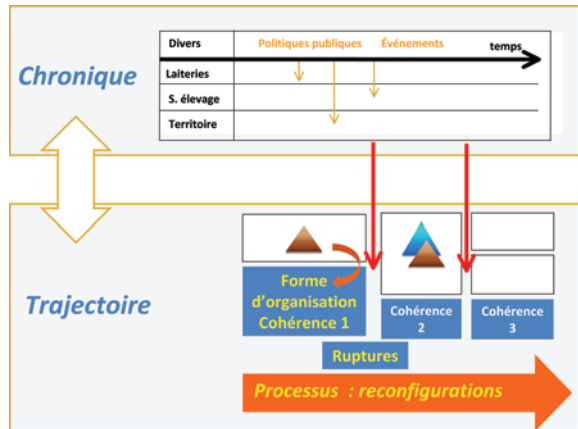 Divers Politiques publiques Événements temps
Chronique
Laiteries
S. élevage
Territoire
Trajectoire
Forme
d'organisation
Cohérence 1
Cohérence
2
Cohérence
3
Ruptures
Processus : reconfigurations